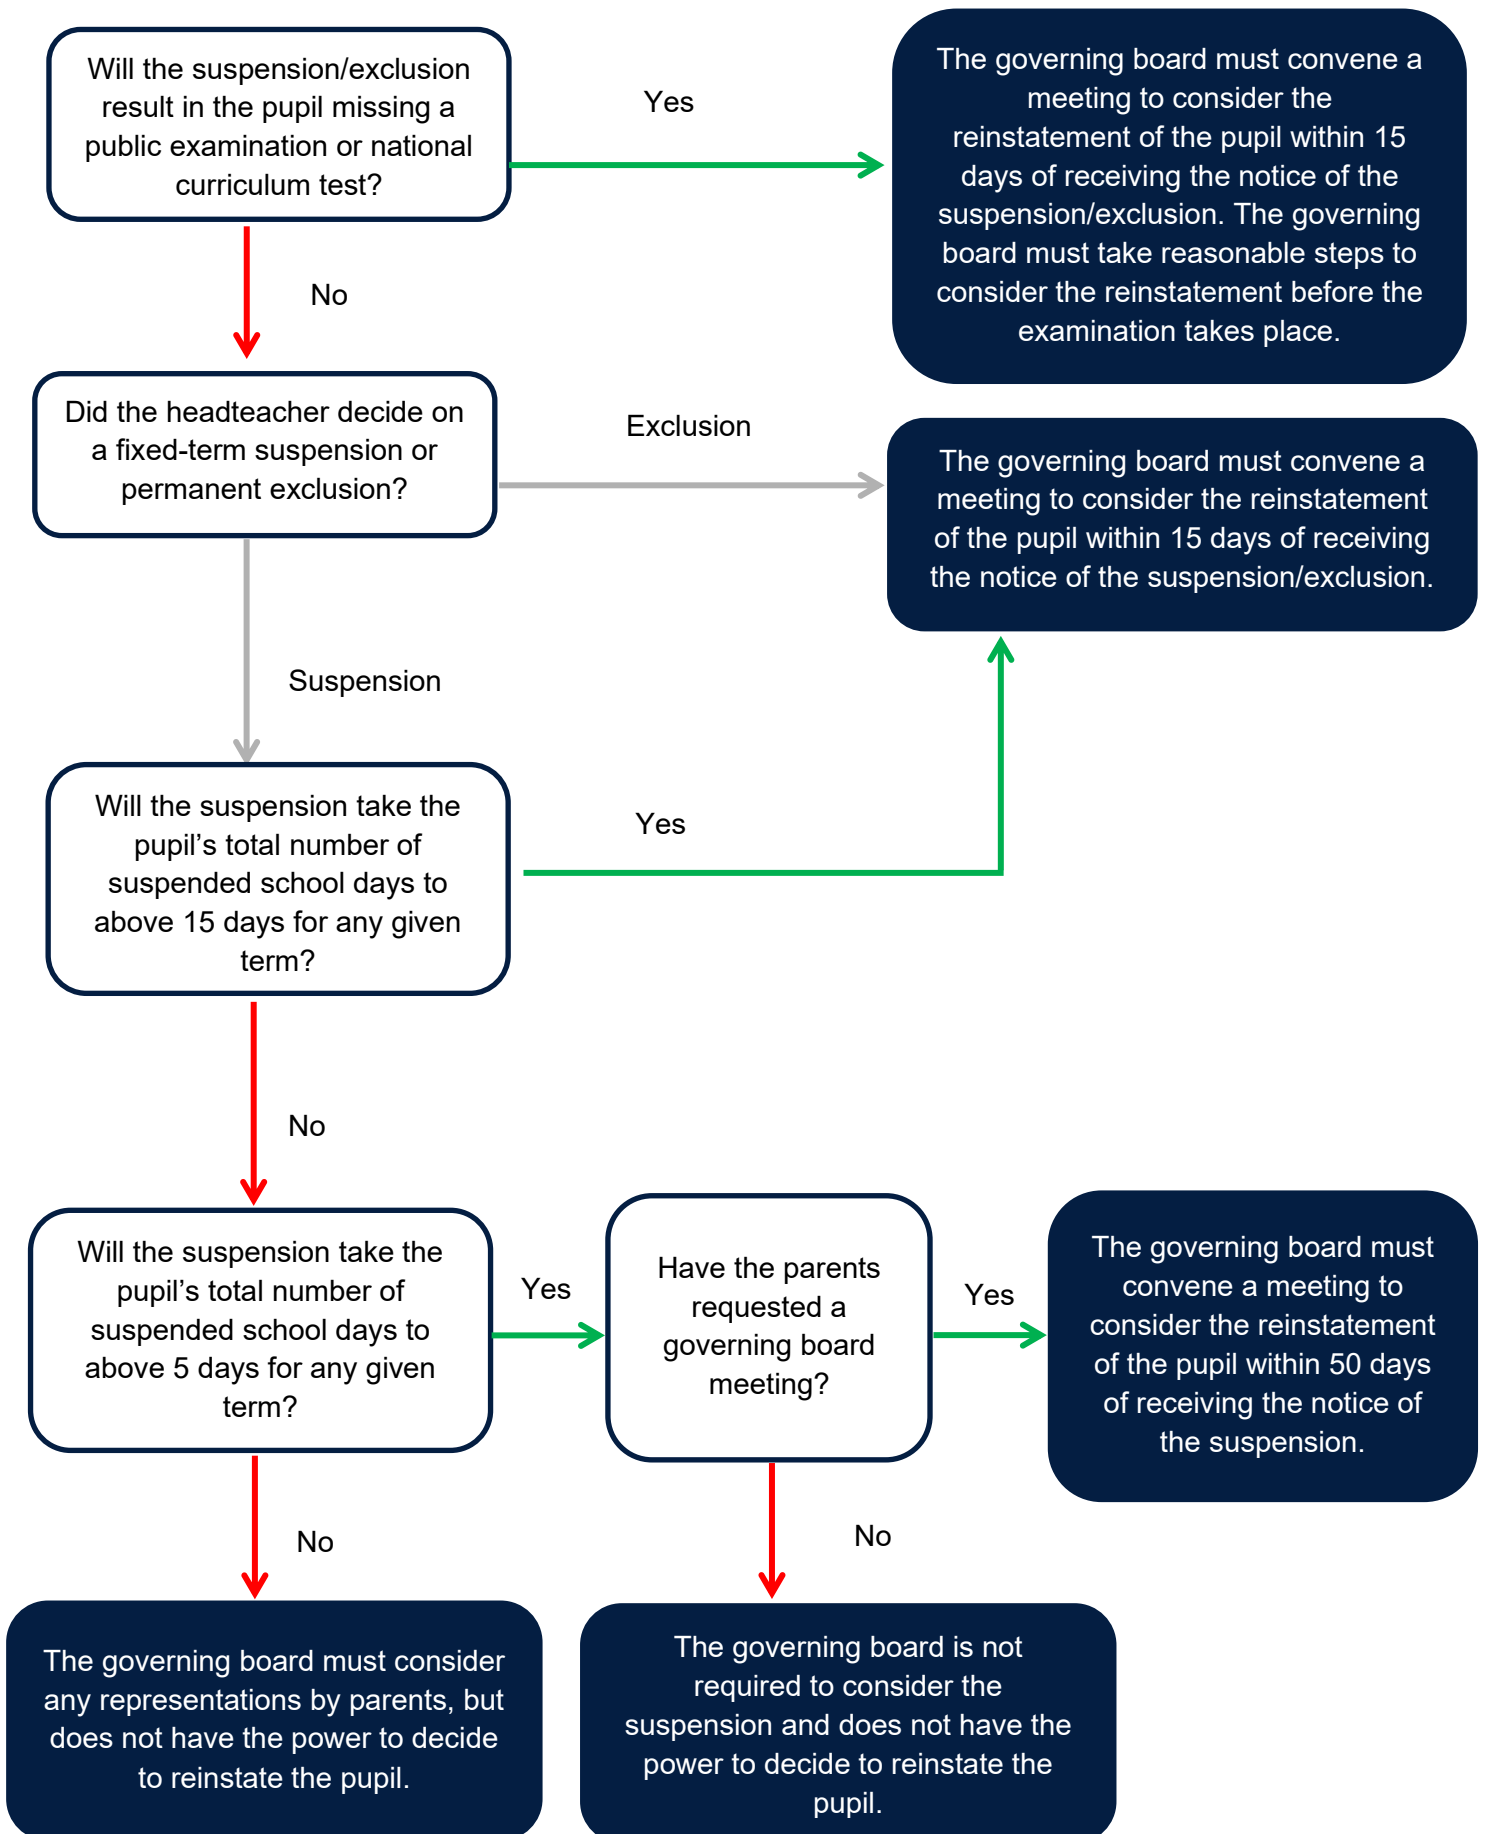 Will the suspension/exclusion
result in the pupil missing a
public examination or national
curriculum test?
Yes
The governing board must convene a
meeting to consider the
reinstatement of the pupil within 15
days of receiving the notice of the
suspension/exclusion. The governing
board must take reasonable steps to
consider the reinstatement before the
examination takes place.
No
Did the headteacher decide on
a fixed-term suspension or
permanent exclusion?
Exclusion
The governing board must convene a
meeting to consider the reinstatement
of the pupil within 15 days of receiving
the notice of the suspension/exclusion.
Suspension
Will the suspension take the
pupil’s total number of
suspended school days to
above 15 days for any given
term?
Yes
No
Will the suspension take the
pupil’s total number of
suspended school days to
above 5 days for any given
term?
Yes
Have the parents
requested a
governing board
meeting?
Yes
The governing board must
convene a meeting to
consider the reinstatement
of the pupil within 50 days
of receiving the notice of
the suspension.
No
No
The governing board must consider
any representations by parents, but
does not have the power to decide
to reinstate the pupil.
The governing board is not
required to consider the
suspension and does not have the
power to decide to reinstate the
pupil.